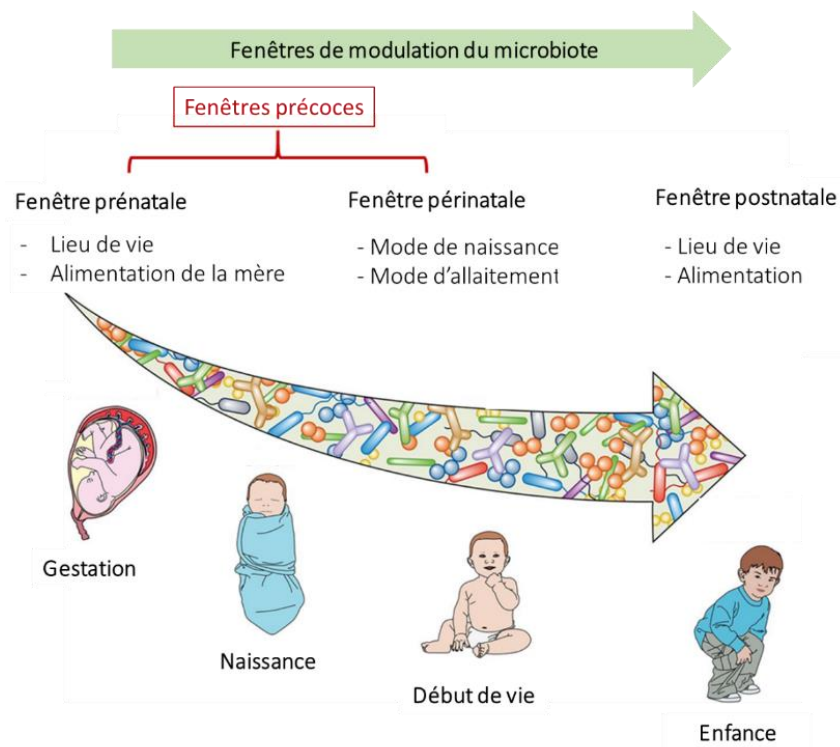 Fenêtres de modulation du microbiote
Fenêtres précoces
Fenêtre prénatale
- Lieu de vie
- Alimentation de la mère
Fenêtre périnatale
- Mode de naissance
- Mode d'allaitement
Fenêtre postnatale
- Lieu de vie
- Alimentation
Gestation
Naissance
Début de vie
Enfance